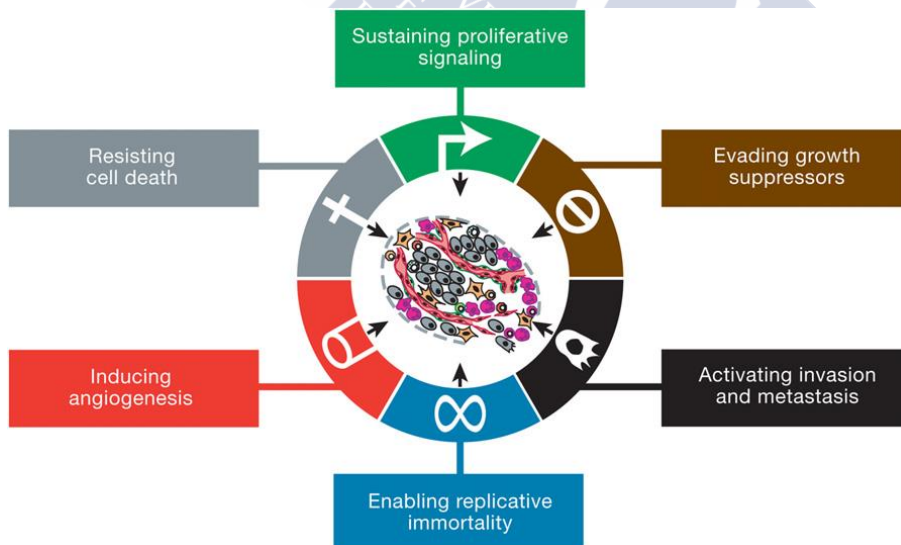 Sustaining proliferative
signaling
Resisting
cell death
Evading growth
suppressors
Inducing
angiogenesis
Activating invasion
and metastasis
Enabling replicative
immortality